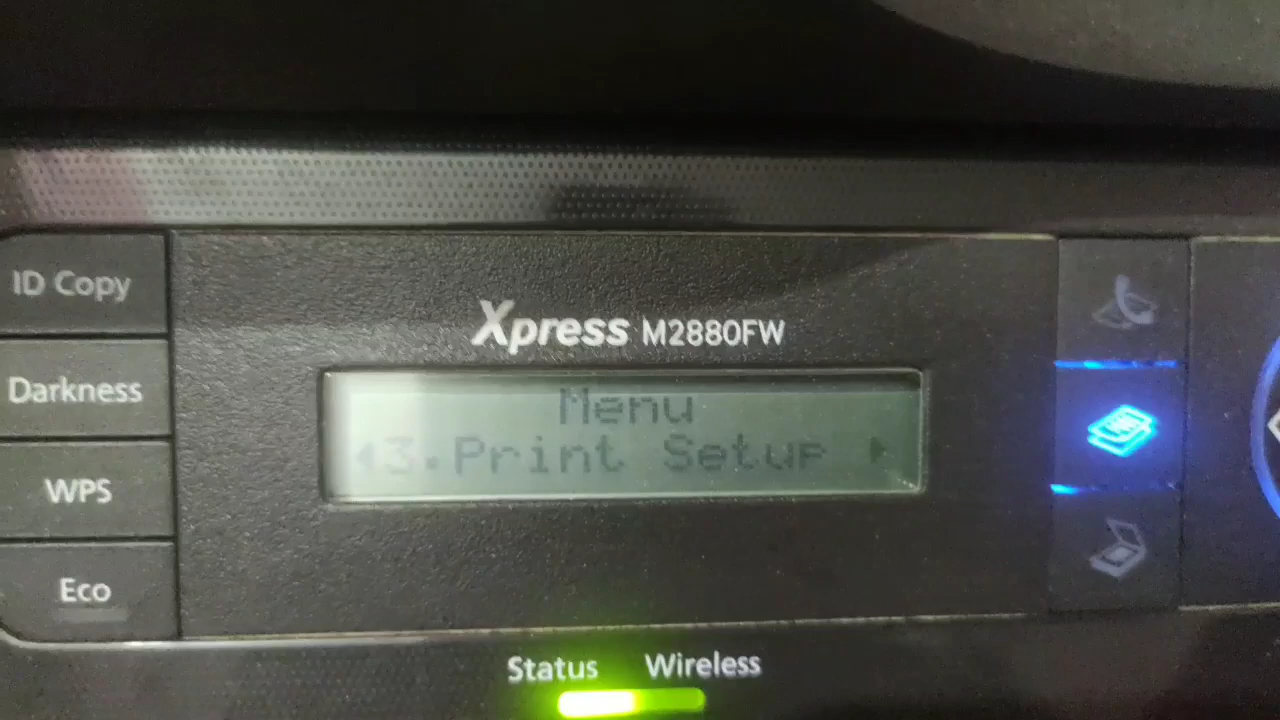 ID Copy
Darkness
WPS
Eco
Xpress M2880FW
Menu
3.Print Setup
Status Wireless